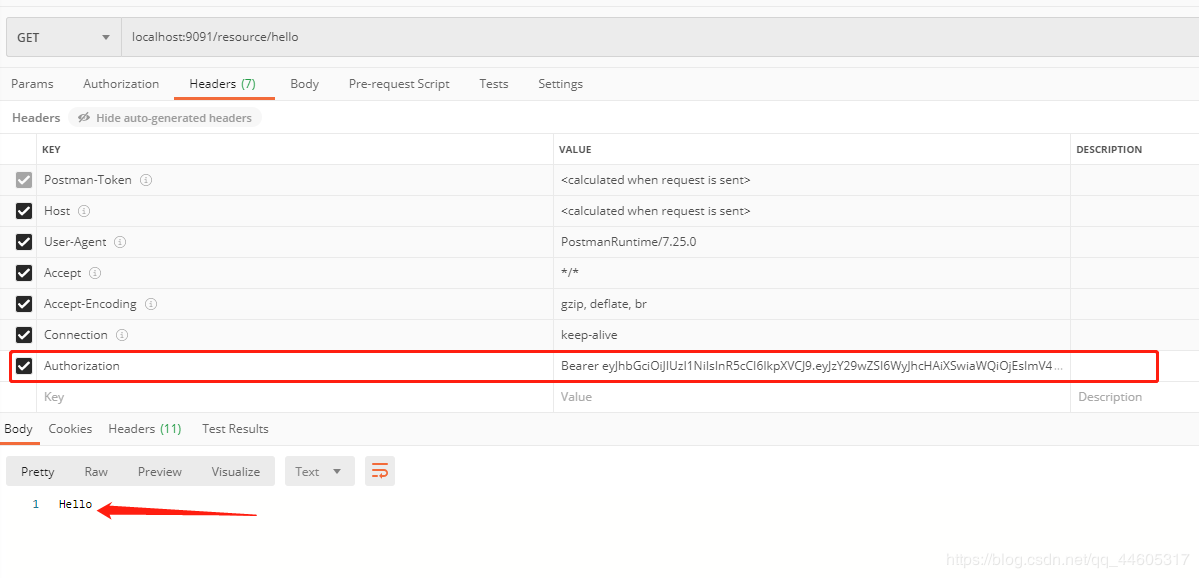 GET localhost:9091/resource/hello
Params Authorization Headers (7) Body Pre-request Script Tests Settings
Headers Hide auto-generated headers
KEY VALUE DESCRIPTION
Postman-Token <calculated when request is sent>
Host <calculated when request is sent>
User-Agent PostmanRuntime/7.25.0
Accept */*
Accept-Encoding gzip, deflate, br
Connection keep-alive
Authorization Bearer eyJhbGciOiJIUzI1NiIsInR5cCI6IkpXVCJ9.eyJzY29wZSI6WyJhcHAiXSwiaWQiOjEsImV4...
Key Value Description
Body Cookies Headers (11) Test Results
Pretty Raw Preview Visualize Text
1 Hello
https://blog.csdn.net/qq_44605317